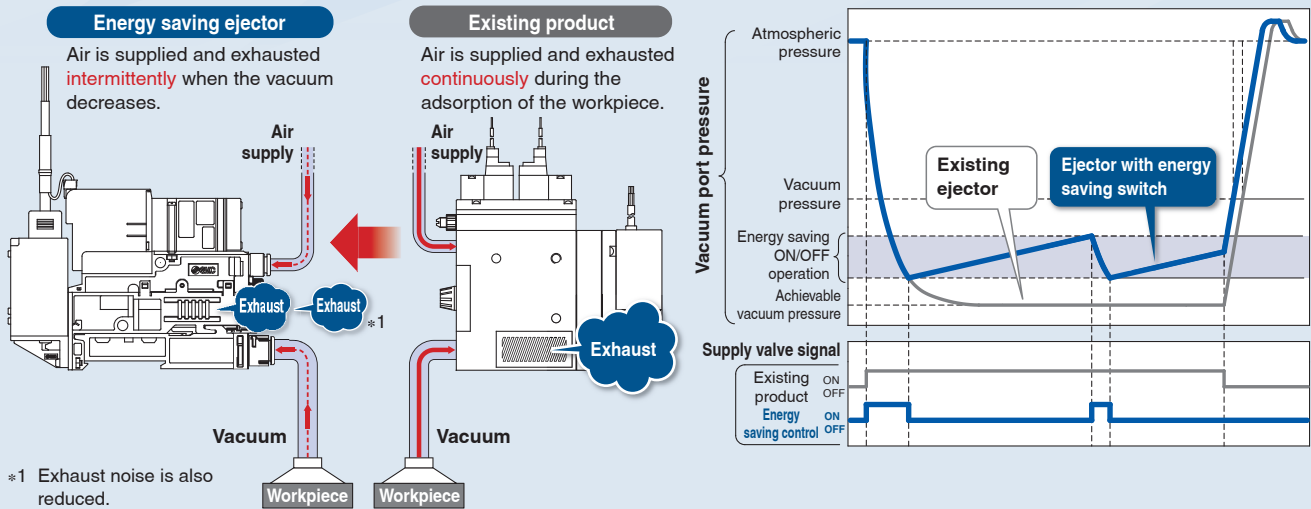 Energy saving ejector
Air is supplied and exhausted
intermittently when the vacuum
decreases.
Air
supply
SMC
Exhaust
Exhaust
*1
Vacuum
Workpiece
*1 Exhaust noise is also
reduced.
Existing product
Air is supplied and exhausted
continuously during the
adsorption of the workpiece.
Air
supply
Exhaust
Vacuum
Workpiece
Vacuum port pressure
Atmospheric
pressure
Vacuum
pressure
Energy saving
ON/OFF
operation
Achievable
vacuum pressure
Existing
ejector
Ejector with energy
saving switch
Supply valve signal
Existing
product
ON
OFF
Energy
saving control
ON
OFF